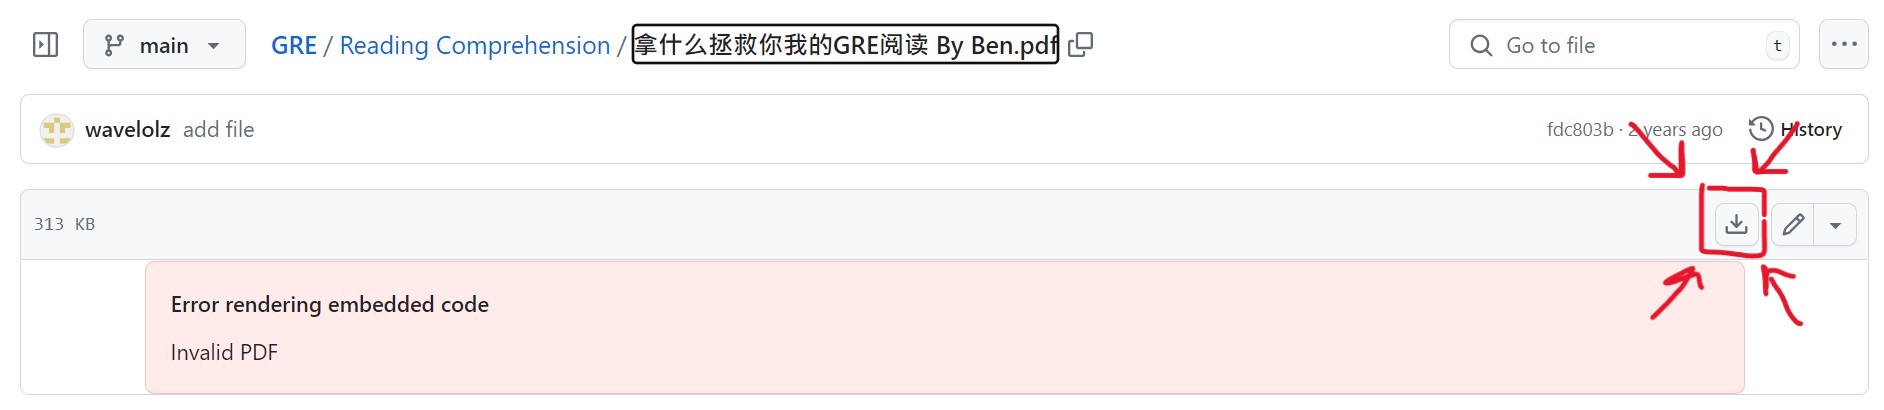 main GRE / Reading Comprehension / 拿什么拯救你我的GRE阅读 By Ben.pdf Go to file t
wavelolz add file fdc803b · 2 years ago History
313 KB
Error rendering embedded code
Invalid PDF